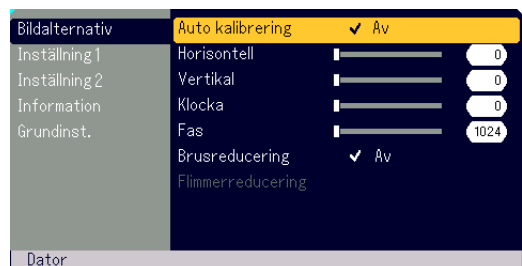 Bildalternativ
Inställning 1
Inställning 2
Information
Grundinst.
Auto kalibrering ✔ Av
Horisontell 0
Vertikal 0
Klocka 0
Fas 1024
Brusreducering ✔ Av
Flimmerreducering
Dator